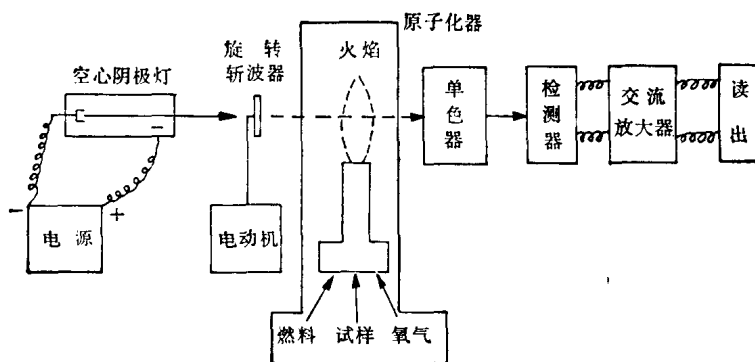 原子化器
旋转
斩波器
火焰
空心阴极灯
单色器
检测器
交流
放大器
读出
- +
电源
电动机
燃料 试样 氧气